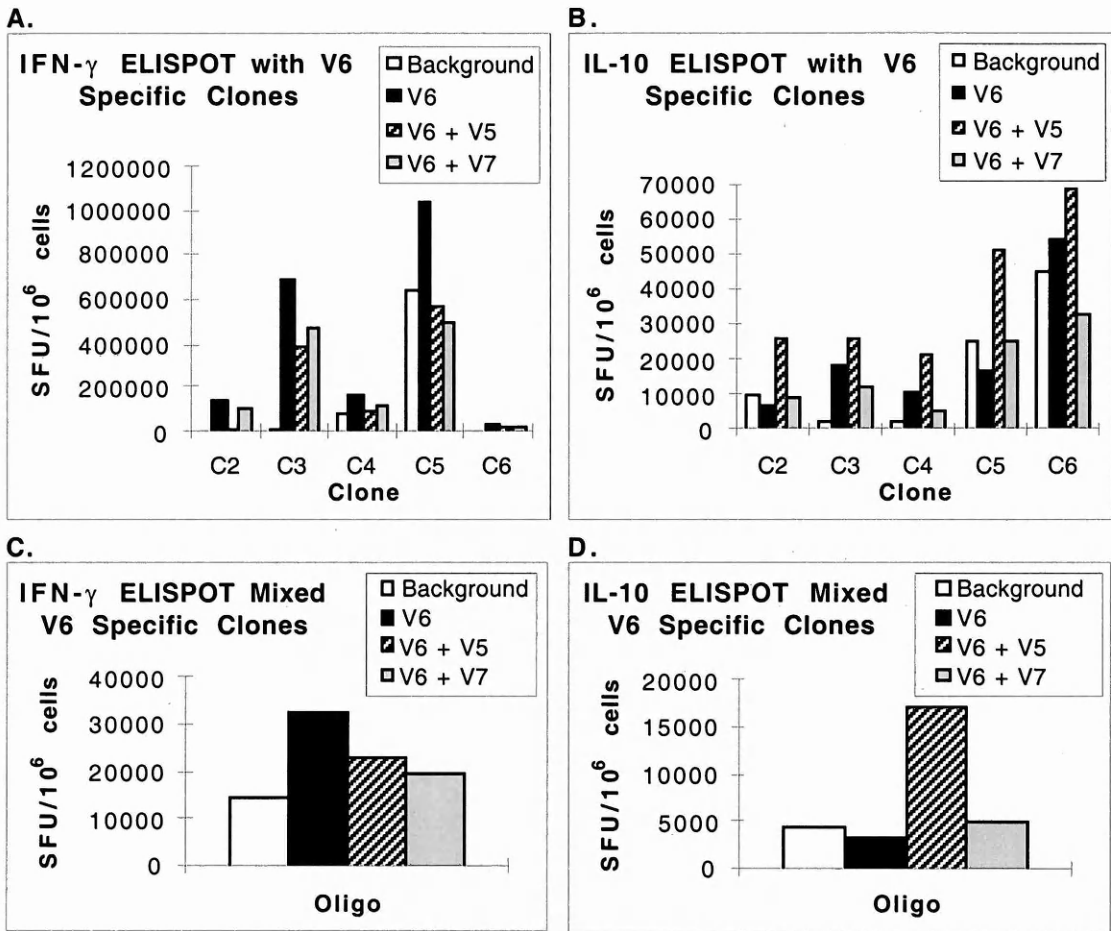 A.
IFN-γ ELISPOT with V6
Specific Clones
Background
V6
V6 + V5
V6 + V7
SFU/10⁶ cells
1200000
1000000
800000
600000
400000
200000
0
C2 C3 C4 C5 C6
Clone
B.
IL-10 ELISPOT with V6
Specific Clones
Background
V6
V6 + V5
V6 + V7
SFU/10⁶ cells
70000
60000
50000
40000
30000
20000
10000
0
C2 C3 C4 C5 C6
Clone
C.
IFN-γ ELISPOT Mixed
V6 Specific Clones
Background
V6
V6 + V5
V6 + V7
SFU/10⁶ cells
40000
30000
20000
10000
0
Oligo
D.
IL-10 ELISPOT Mixed
V6 Specific Clones
Background
V6
V6 + V5
V6 + V7
SFU/10⁶ cells
20000
15000
10000
5000
0
Oligo